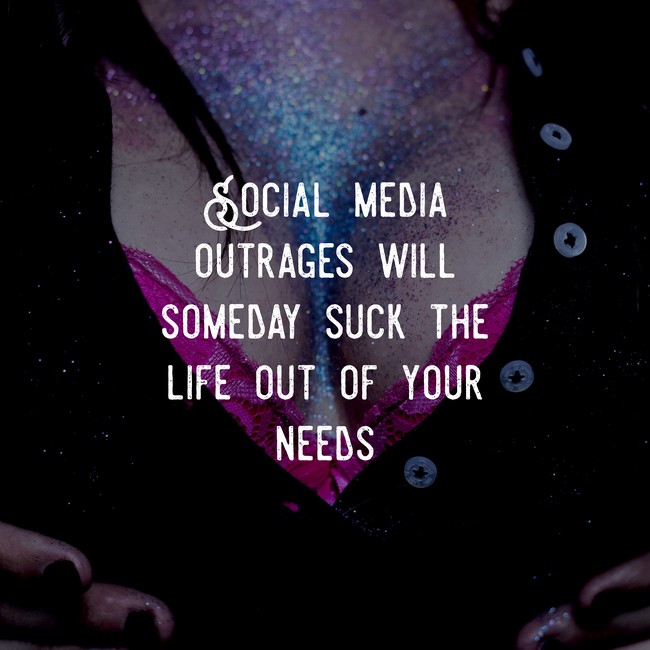 Social media
outrages will
someday suck the
life out of your
needs